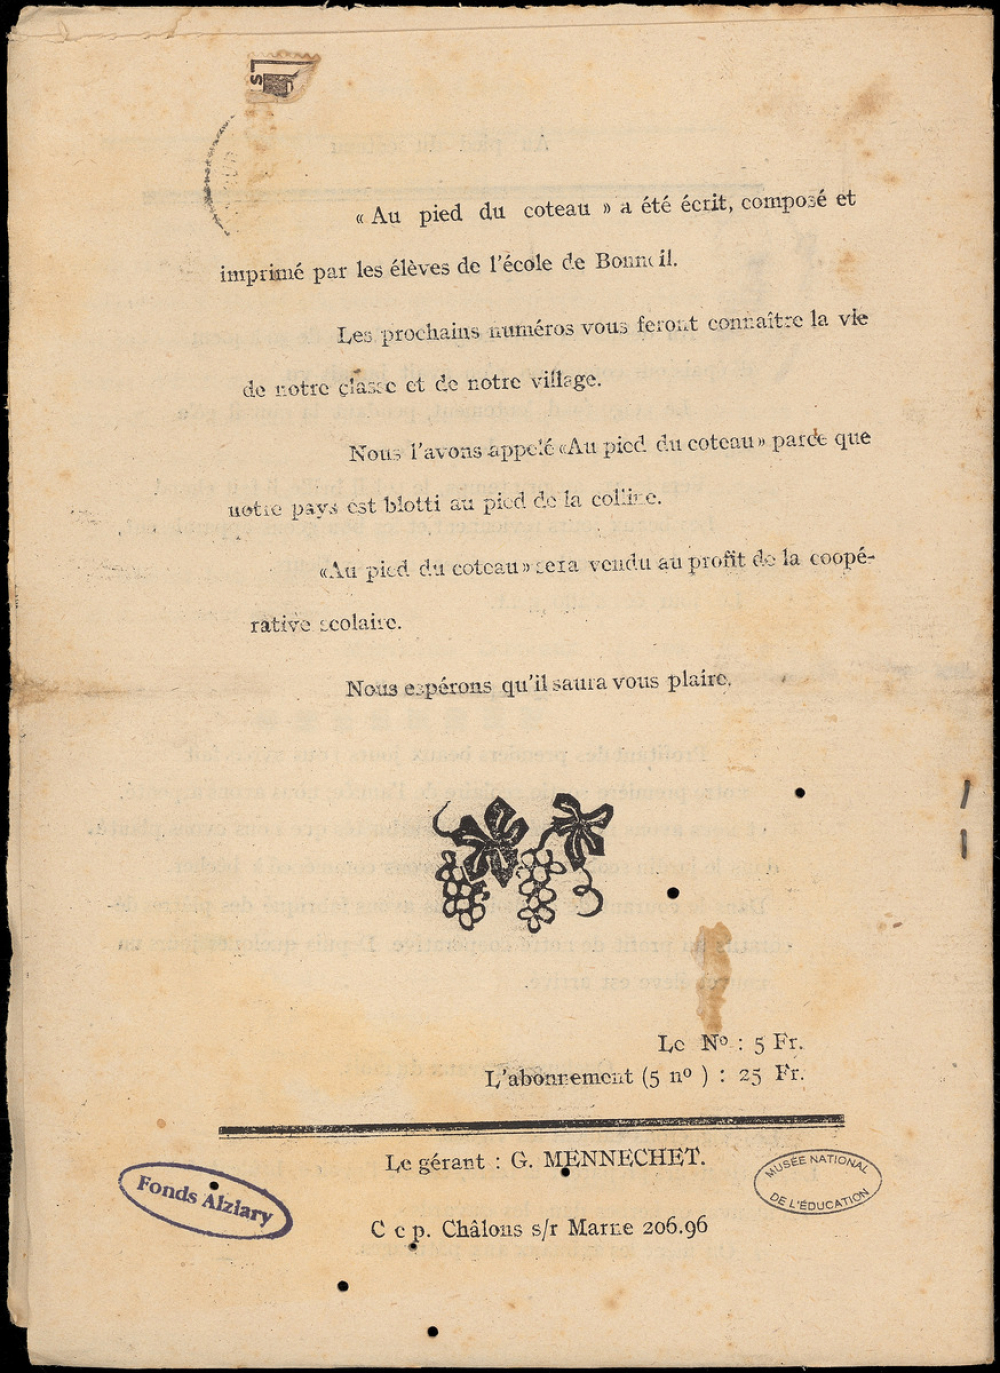 « Au pied du coteau » a été écrit, composé et
imprimé par les élèves de l'école de Bonneil.
Les prochains numéros vous feront connaître la vie
de notre classe et de notre village.
Nous l'avons appelé «Au pied du coteau» parce que
notre pays est blotti au pied de la colline.
«Au pied du coteau» sera vendu au profit de la coopé-
rative scolaire.
Nous espérons qu'il saura vous plaire.
Le No : 5 Fr.
L'abonnement (5 no ) : 25 Fr.
Le gérant : G. MENNECHET.
Fonds Alziary
MUSÉE NATIONAL
DE L'ÉDUCATION
C c p. Châlons s/r Marne 206.96